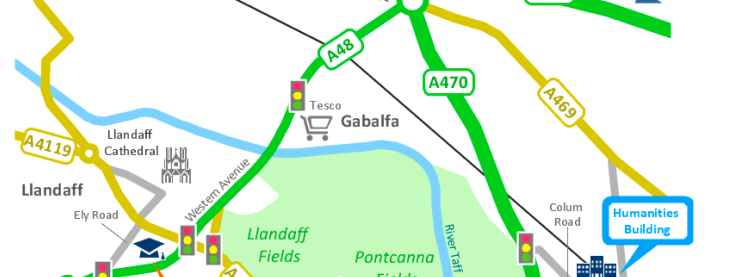 A48
A470
A469
Tesco
Gabalfa
A4119
Llandaff
Cathedral
Llandaff
Western Avenue
Ely Road
Colum
Road
Humanities
Building
Llandaff
Fields
River Taff
Pontcanna
Fields